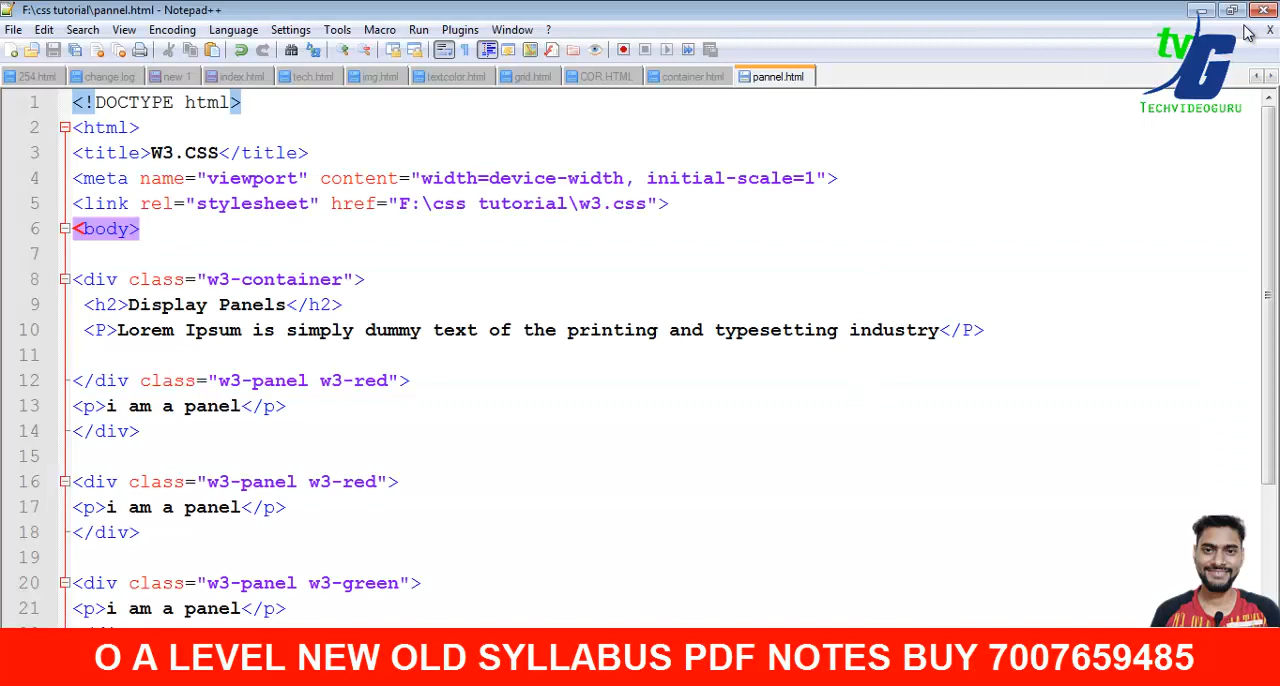 F:\css tutorial\pannel.html - Notepad++
File Edit Search View Encoding Language Settings Tools Macro Run Plugins Window ?
X
254.html change.log new 1 index.html tech.html img.html textcolor.html grid.html COR.HTML container.html pannel.html
tvG
TECHVIDEOGURU
1 <!DOCTYPE html>
2 <html>
3 <title>W3.CSS</title>
4 <meta name="viewport" content="width=device-width, initial-scale=1">
5 <link rel="stylesheet" href="F:\css tutorial\w3.css">
6 <body>
7
8 <div class="w3-container">
9 <h2>Display Panels</h2>
10 <P>Lorem Ipsum is simply dummy text of the printing and typesetting industry</P>
11
12 </div class="w3-panel w3-red">
13 <p>i am a panel</p>
14 </div>
15
16 <div class="w3-panel w3-red">
17 <p>i am a panel</p>
18 </div>
19
20 <div class="w3-panel w3-green">
21 <p>i am a panel</p>
O A LEVEL NEW OLD SYLLABUS PDF NOTES BUY 7007659485